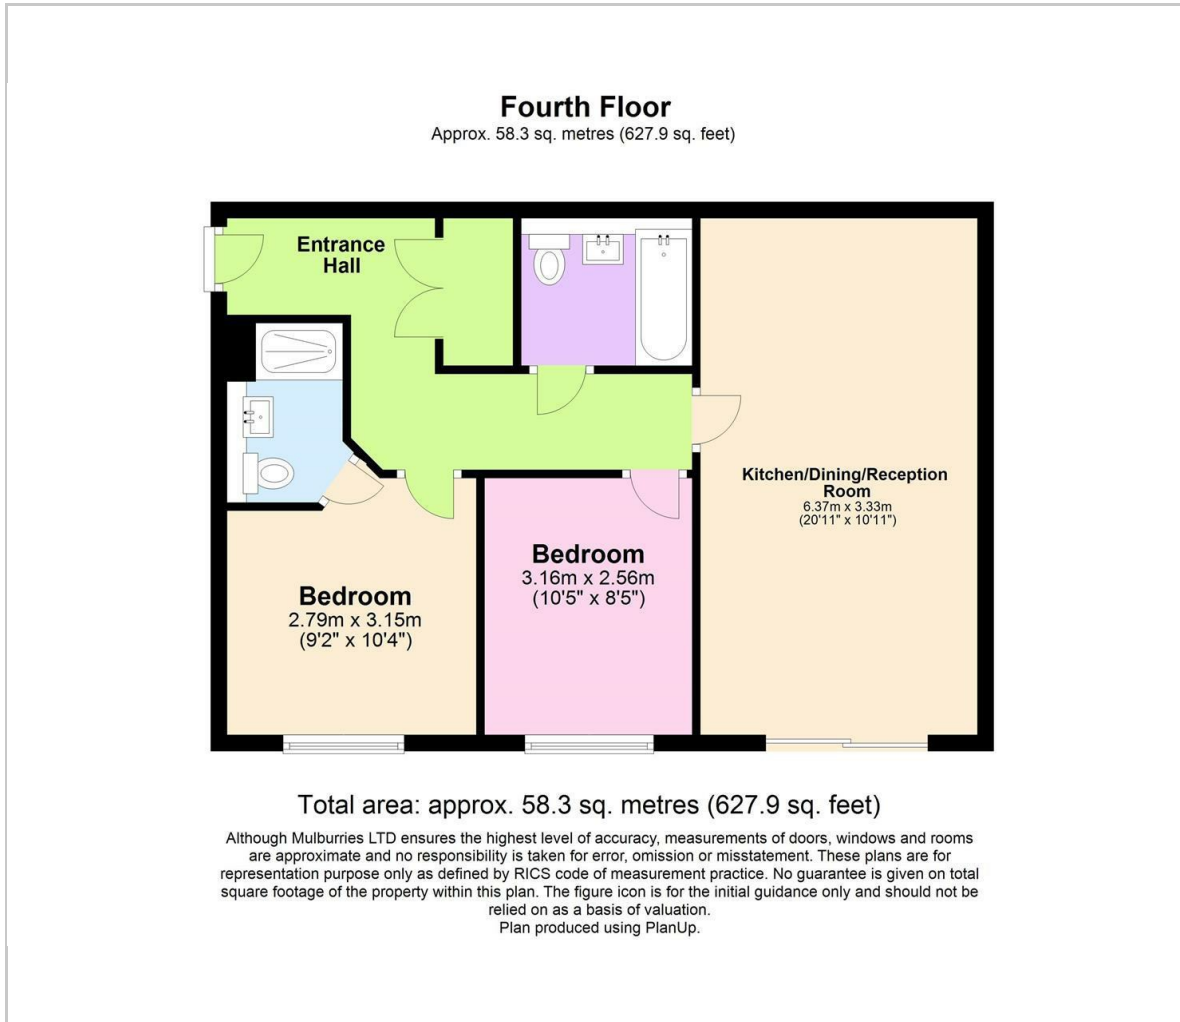 Fourth Floor
Approx. 58.3 sq. metres (627.9 sq. feet)
Entrance
Hall
Kitchen/Dining/Reception
Room
6.37m x 3.33m
(20'11" x 10'11")
Bedroom
3.16m x 2.56m
(10'5" x 8'5")
Bedroom
2.79m x 3.15m
(9'2" x 10'4")
Total area: approx. 58.3 sq. metres (627.9 sq. feet)
Although Mulburries LTD ensures the highest level of accuracy, measurements of doors, windows and rooms
are approximate and no responsibility is taken for error, omission or misstatement. These plans are for
representation purpose only as defined by RICS code of measurement practice. No guarantee is given on total
square footage of the property within this plan. The figure icon is for the initial guidance only and should not be
relied on as a basis of valuation.
Plan produced using PlanUp.